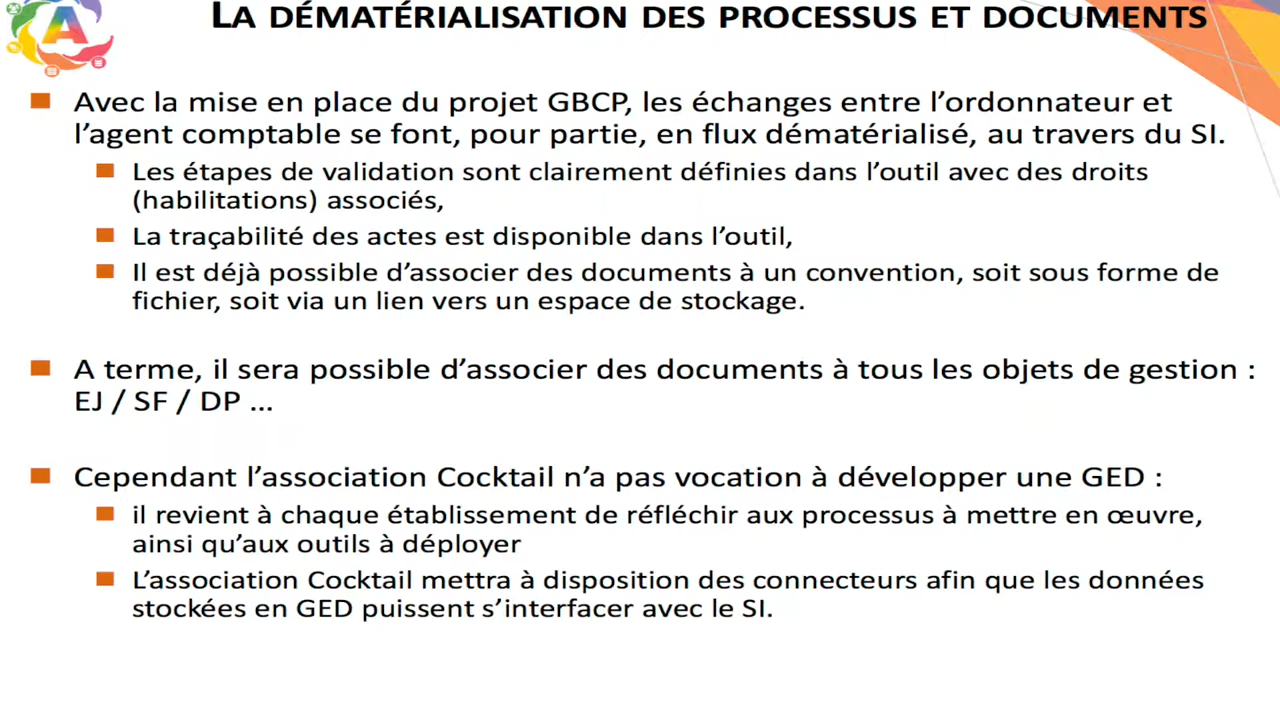 LA DÉMATÉRIALISATION DES PROCESSUS ET DOCUMENTS
Avec la mise en place du projet GBCP, les échanges entre l’ordonnateur et
l’agent comptable se font, pour partie, en flux dématérialisé, au travers du SI.
Les étapes de validation sont clairement définies dans l’outil avec des droits
(habilitations) associés,
La traçabilité des actes est disponible dans l’outil,
Il est déjà possible d’associer des documents à un convention, soit sous forme de
fichier, soit via un lien vers un espace de stockage.
A terme, il sera possible d’associer des documents à tous les objets de gestion :
EJ / SF / DP ...
Cependant l’association Cocktail n’a pas vocation à développer une GED :
il revient à chaque établissement de réfléchir aux processus à mettre en œuvre,
ainsi qu’aux outils à déployer
L’association Cocktail mettra à disposition des connecteurs afin que les données
stockées en GED puissent s’interfacer avec le SI.